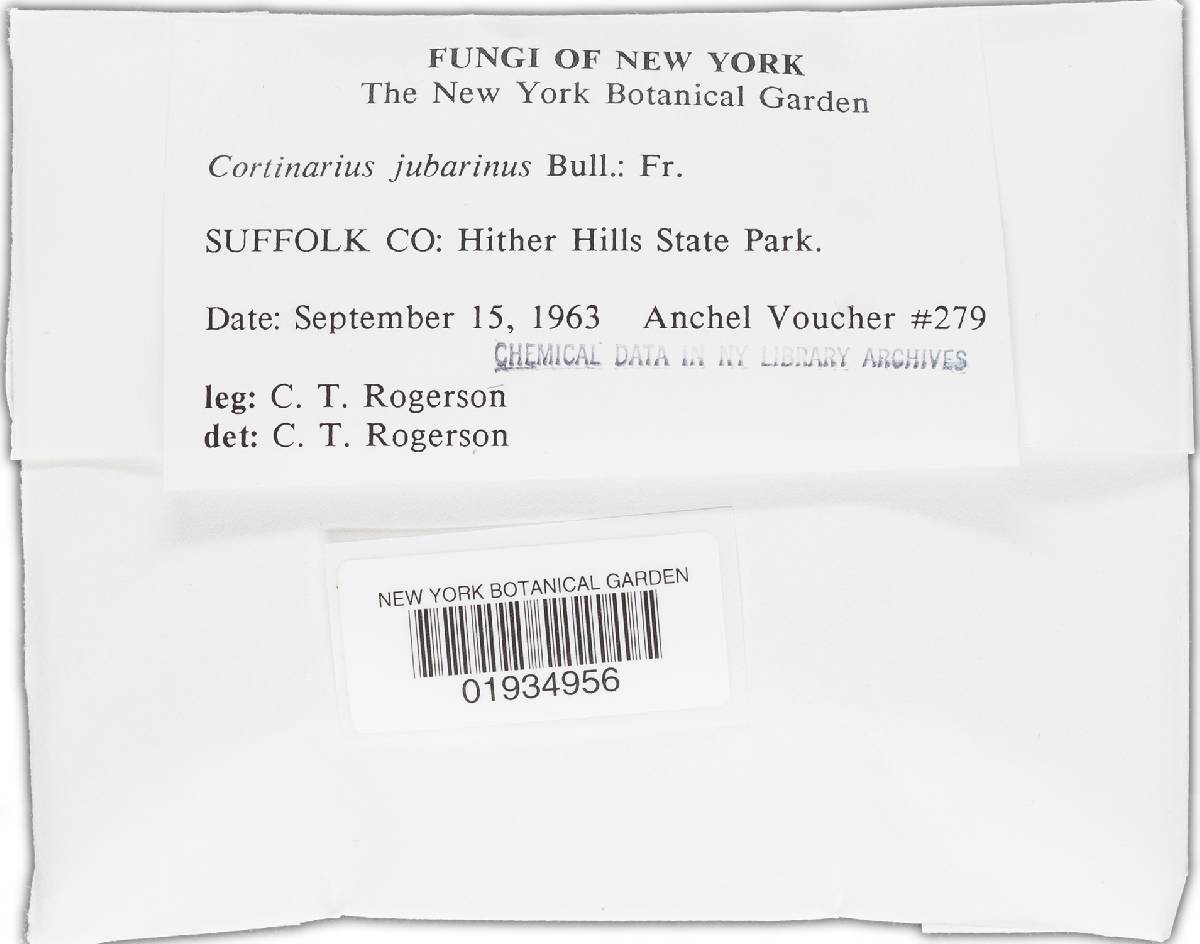 FUNGI OF NEW YORK
The New York Botanical Garden
Cortinarius jubarinus Bull.: Fr.
SUFFOLK CO: Hither Hills State Park.
Date: September 15, 1963 Anchel Voucher #279
CHEMICAL DATA IN NY LIBRARY ARCHIVES
leg: C. T. Rogerson
det: C. T. Rogerson
NEW YORK BOTANICAL GARDEN
01934956